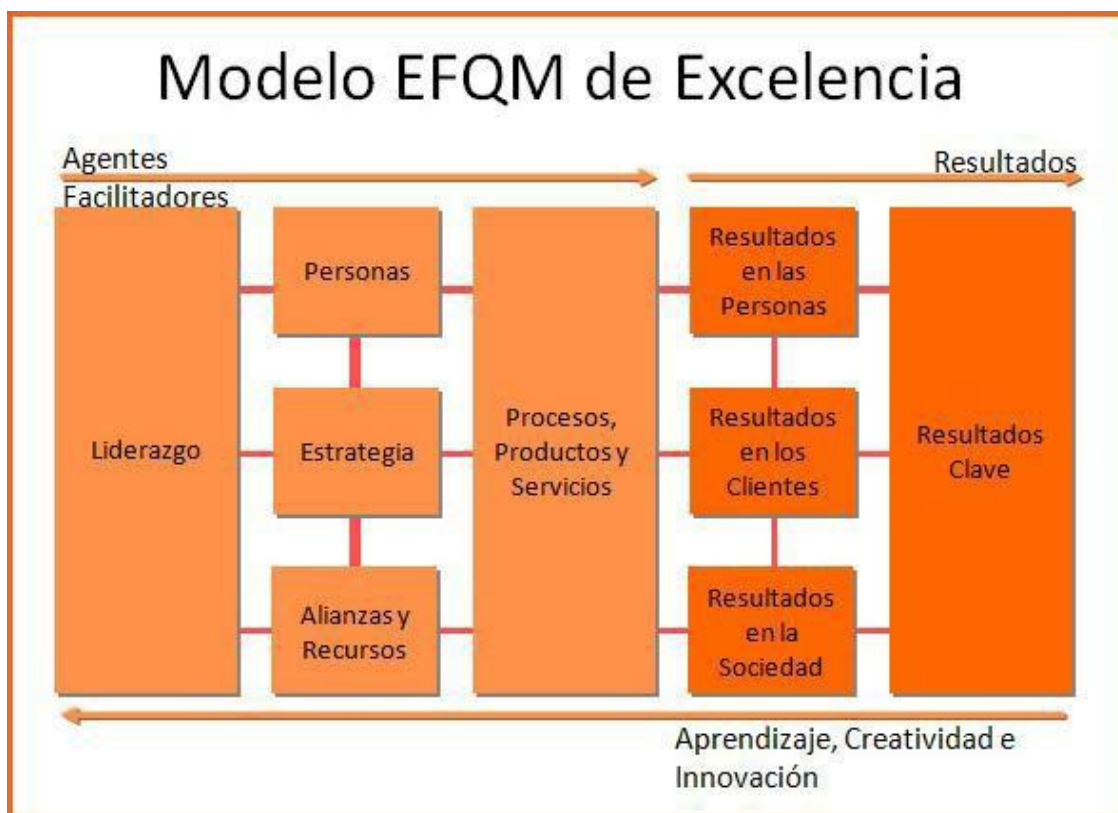 Modelo EFQM de Excelencia
Agentes
Facilitadores
Resultados
Liderazgo
Personas
Estrategia
Alianzas y
Recursos
Procesos,
Productos y
Servicios
Resultados
en las
Personas
Resultados
en los
Clientes
Resultados
en la
Sociedad
Resultados
Clave
Aprendizaje, Creatividad e
Innovación